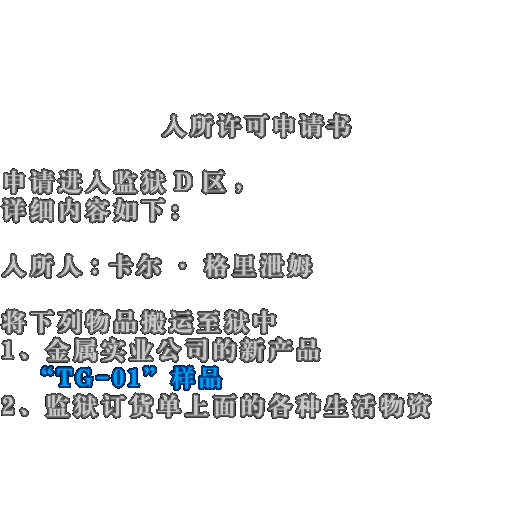 人所许可申请书
申请进人监狱 D 区，
详细内容如下：
人所人：卡尔 · 格里泄姆
将下列物品搬运至狱中
1、金属实业公司的新产品
“TG-01” 样品
2、监狱订货单上面的各种生活物资